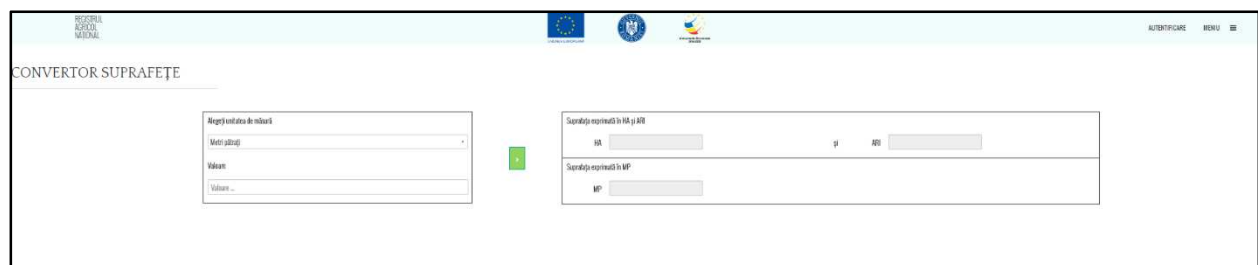 REGISTRUL
AGRICOL
NAȚIONAL
AUTENTIFICARE MENIU
CONVERTOR SUPRAFEȚE
Alegeți unitatea de măsură
Metri pătrați
Valoare
Valoare ...
Suprafața exprimată în HA și ARI
HA și ARI
Suprafața exprimată în MP
MP